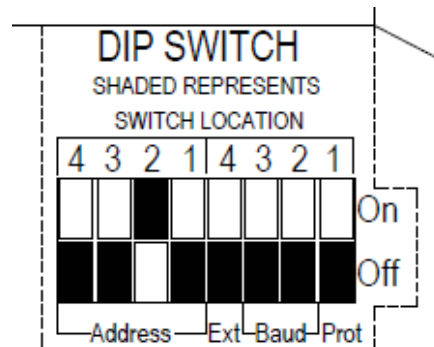 DIP SWITCH
SHADED REPRESENTS
SWITCH LOCATION
4 3 2 1 4 3 2 1
On
Off
Address Ext Baud Prot